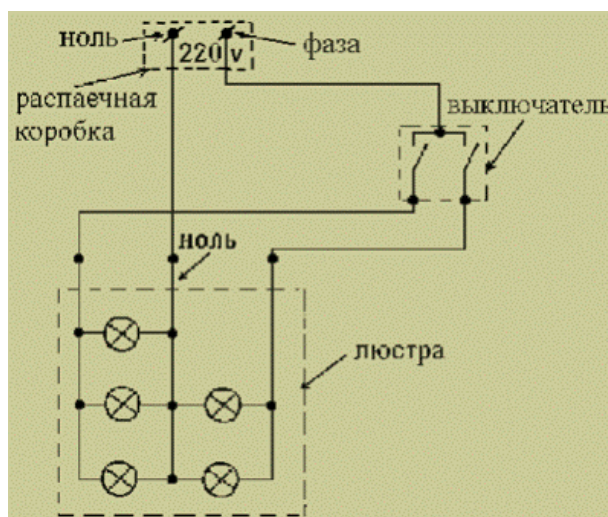 ноль
фаза
220 v
распаечная
коробка
выключатель
ноль
люстра